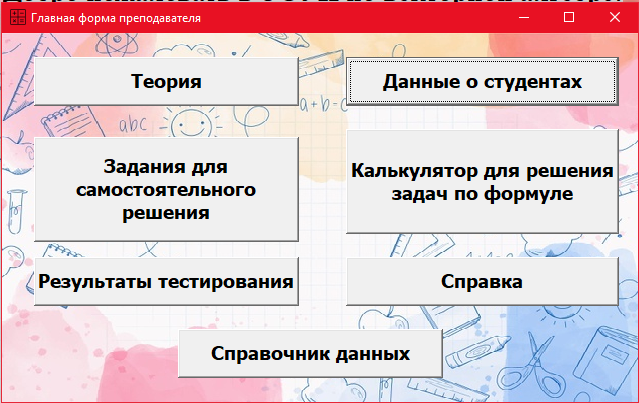 Главная форма преподавателя
Теория
Данные о студентах
a+b=c
abc
Задания для
самостоятельного
решения
Калькулятор для решения
задач по формуле
Результаты тестирования
Справка
Справочник данных